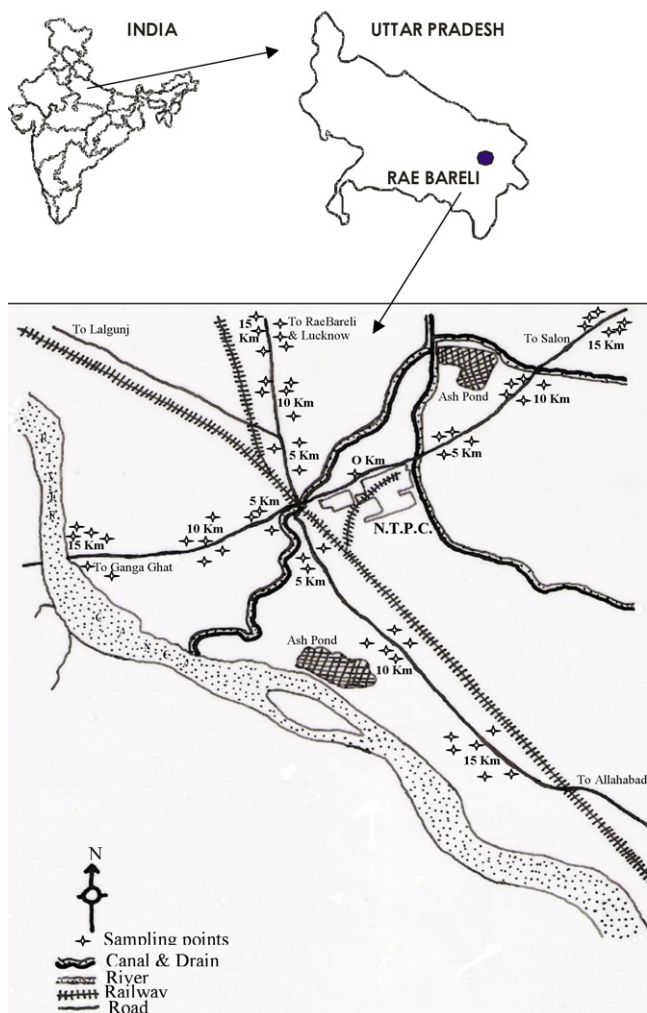 INDIA
UTTAR PRADESH
RAE BARELI
To Lalgunj
15
Km
To RaeBareli
& Lucknow
To Salon
15 Km
10 Km
Ash Pond
10 Km
5 Km
5 Km
O Km
5 Km
N.T.P.C.
10 Km
15 Km
To Ganga Ghat
5 Km
RIVER
GANGA
Ash Pond
10 Km
15 Km
To Allahabad
N
Sampling points
Canal & Drain
River
Railway
Road